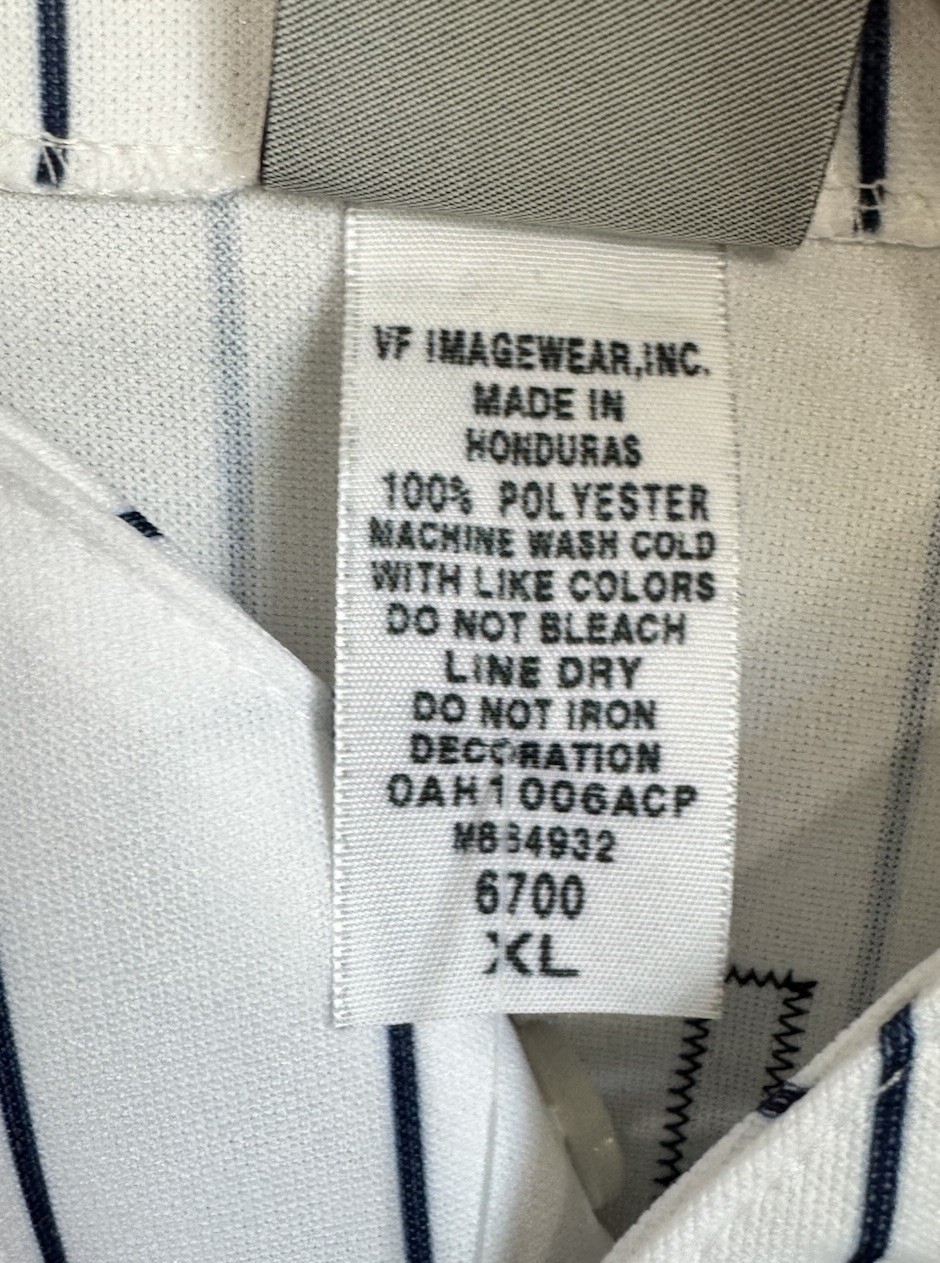 VF IMAGEWEAR,INC.
MADE IN
HONDURAS
100% POLYESTER
MACHINE WASH COLD
WITH LIKE COLORS
DO NOT BLEACH
LINE DRY
DO NOT IRON
DECORATION
0AH1006ACP
6700
XL